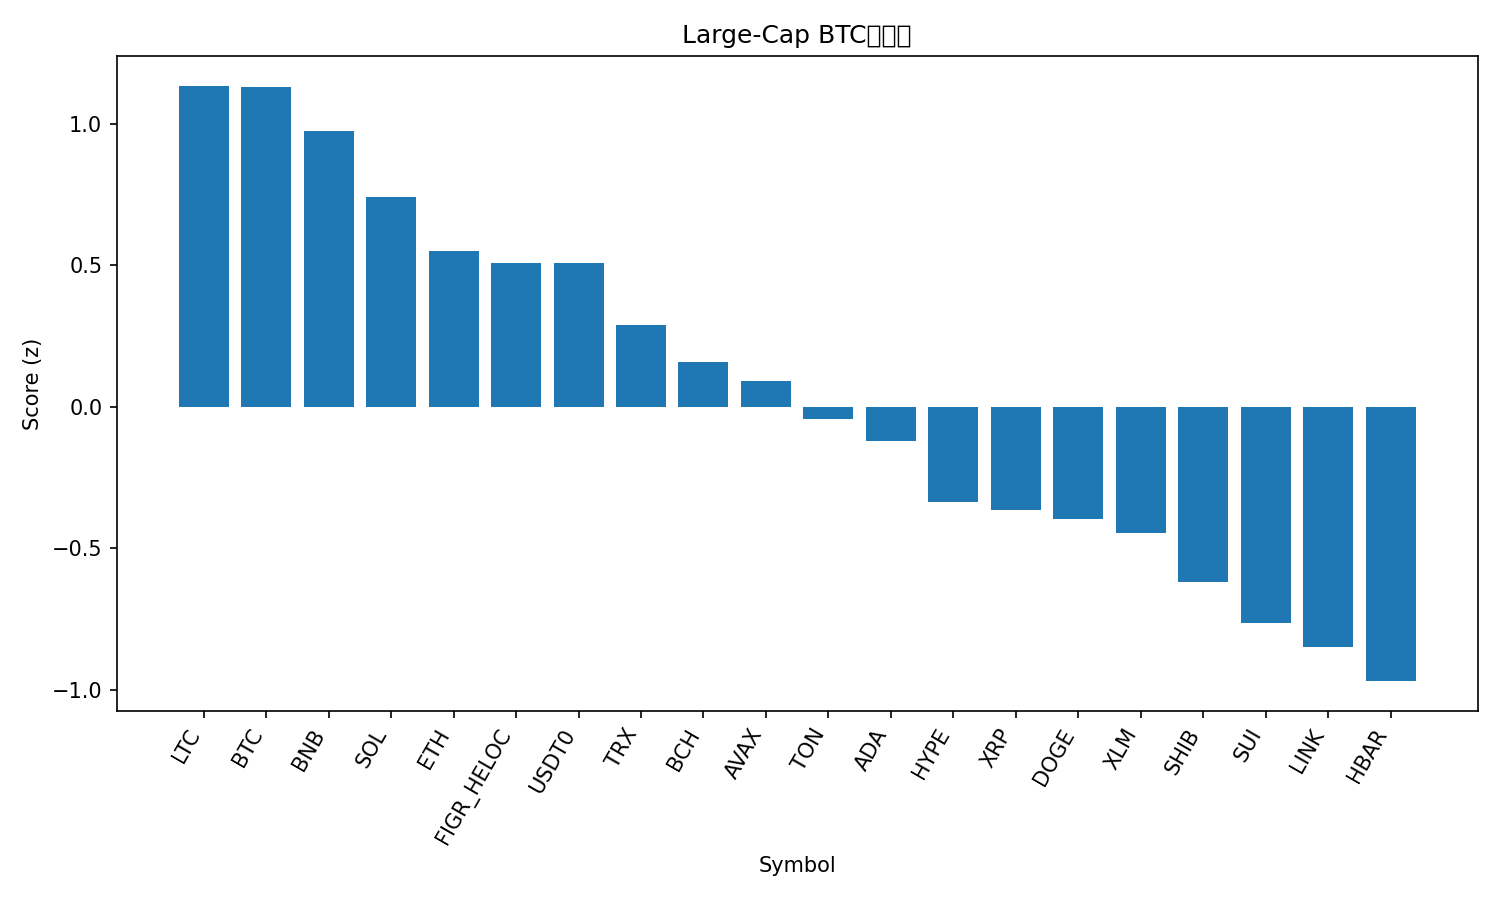 Large-Cap BTC
Score (z)
1.0
0.5
0.0
−0.5
−1.0
LTC
BTC
BNB
SOL
ETH
FIGR_HELOC
USDT0
TRX
BCH
AVAX
TON
ADA
HYPE
XRP
DOGE
XLM
SHIB
SUI
LINK
HBAR
Symbol